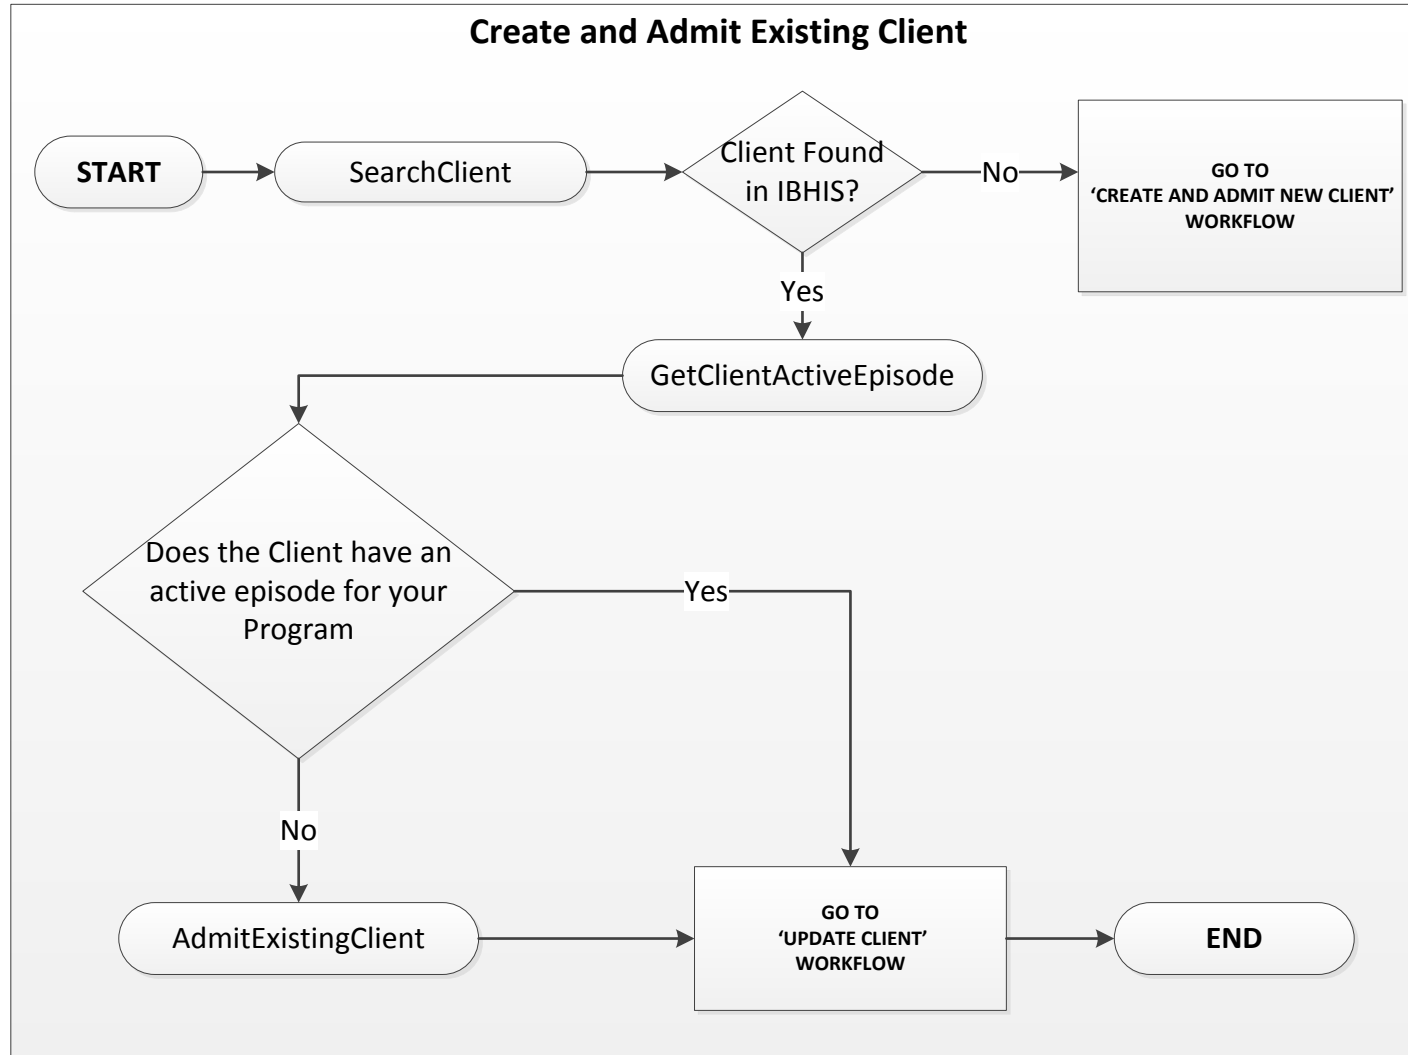 Create and Admit Existing Client
START
SearchClient
Client Found
in IBHIS?
No
GO TO
‘CREATE AND ADMIT NEW CLIENT’
WORKFLOW
Yes
GetClientActiveEpisode
Does the Client have an
active episode for your
Program
Yes
No
AdmitExistingClient
GO TO
‘UPDATE CLIENT’
WORKFLOW
END